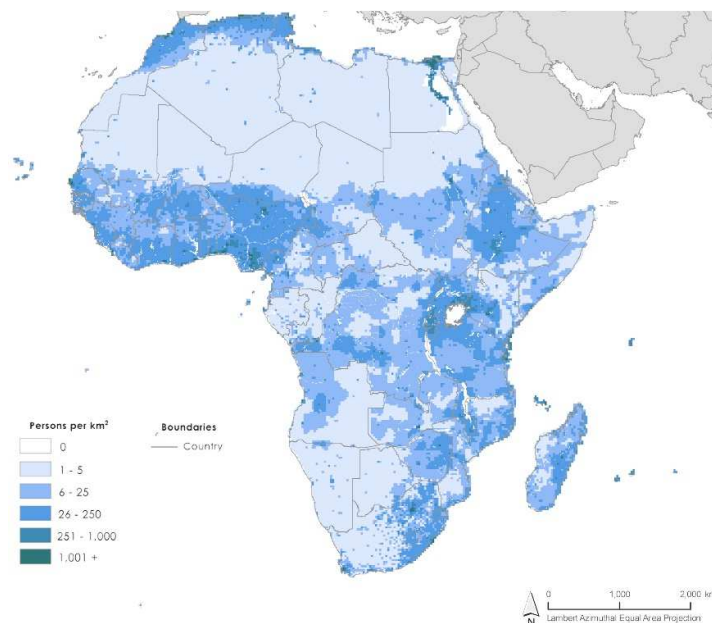 Persons per km²
0
1 - 5
6 - 25
26 - 250
251 - 1.000
1.001 +
Boundaries
Country
N
0 1,000 2,000 k
Lambert Azimuthal Equal Area Projection